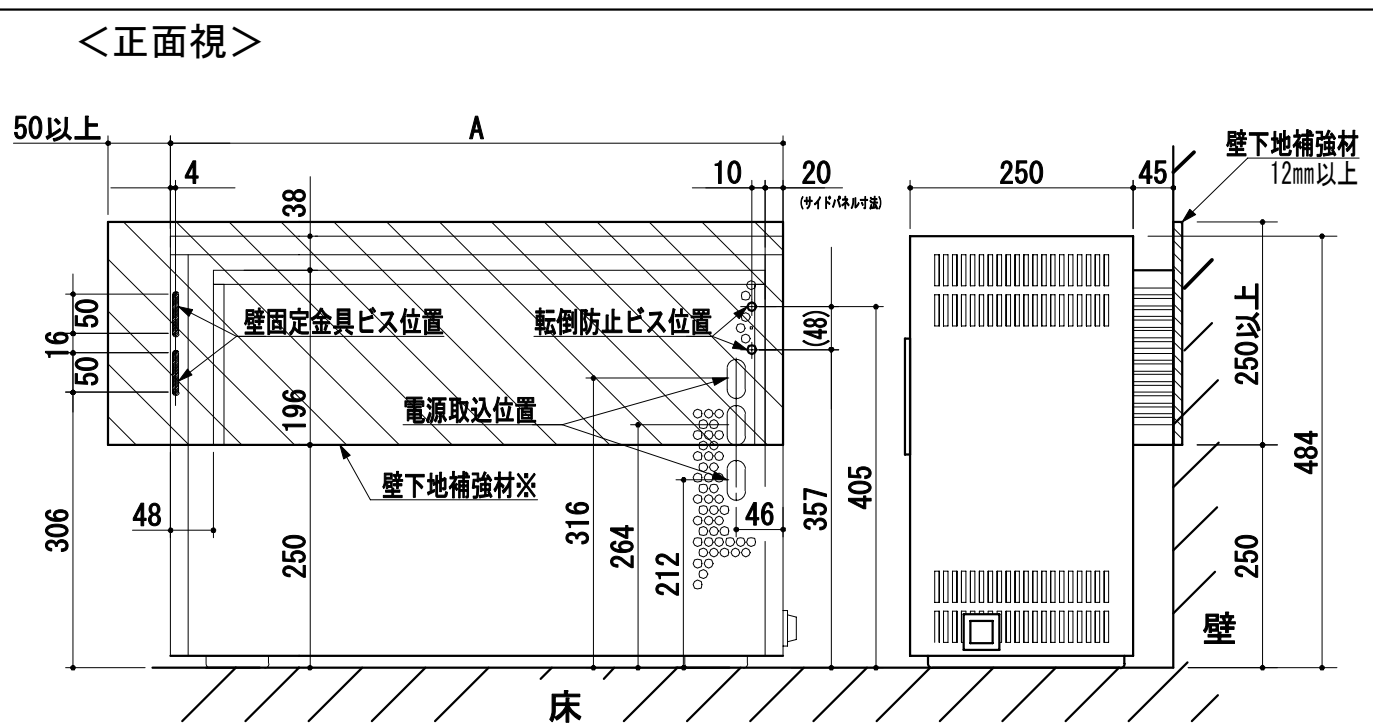 ＜正面視＞
50以上
A
4
10
20
(サイドパネル寸法)
38
250
45
壁下地補強材
12mm以上
50
16
50
壁固定金具ビス位置
転倒防止ビス位置
(48)
250以上
電源取込位置
196
484
壁下地補強材※
405
357
48
46
306
250
316
264
212
250
壁
床